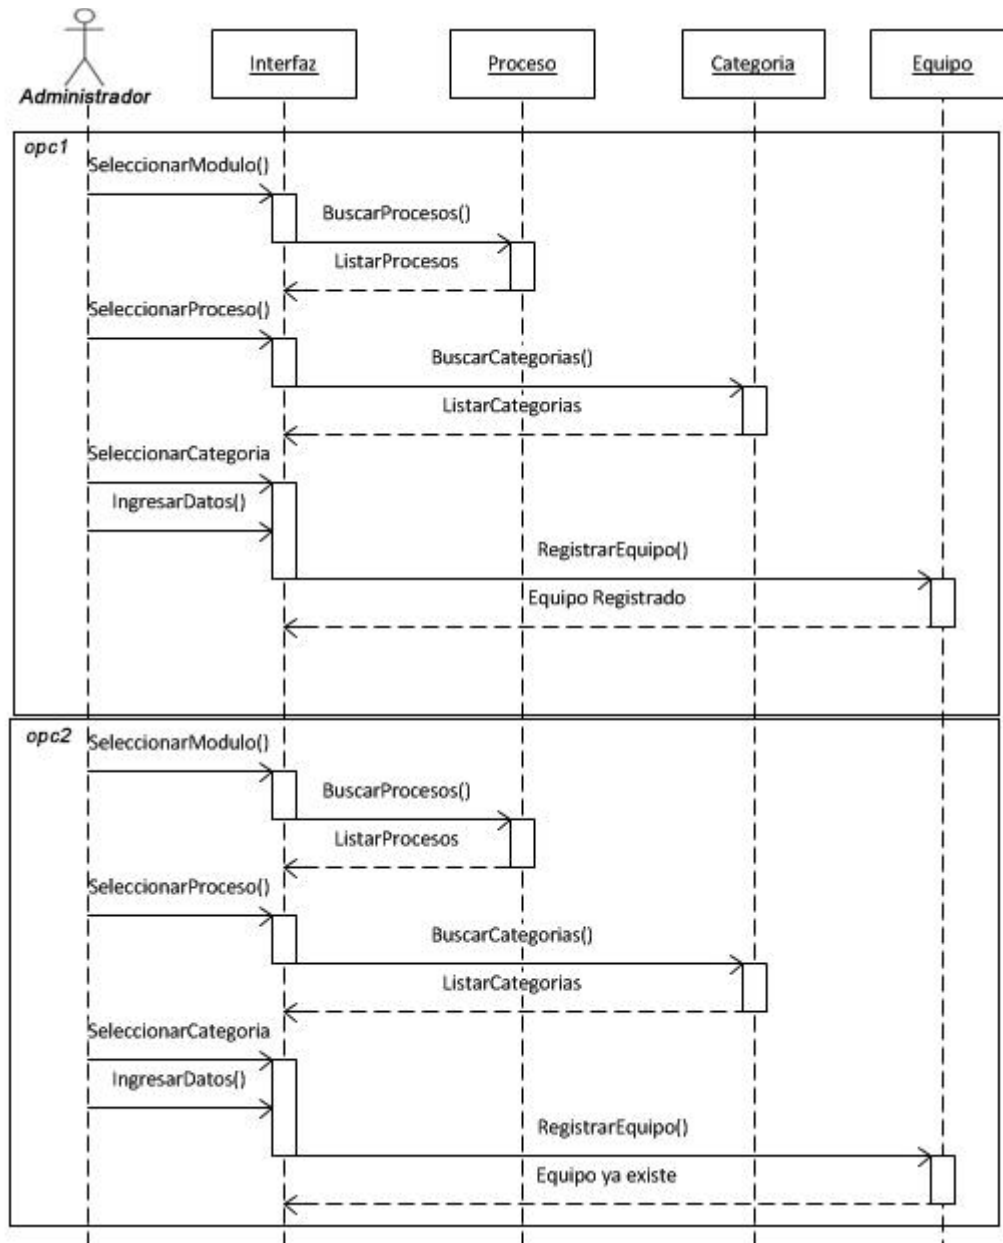 Interfaz
Proceso
Categoria
Equipo
Administrador
opc1
SeleccionarModulo()
BuscarProcesos()
ListarProcesos
SeleccionarProceso()
BuscarCategorias()
ListarCategorias
SeleccionarCategoria
IngresarDatos()
RegistrarEquipo()
Equipo Registrado
opc2
SeleccionarModulo()
BuscarProcesos()
ListarProcesos
SeleccionarProceso()
BuscarCategorias()
ListarCategorias
SeleccionarCategoria
IngresarDatos()
RegistrarEquipo()
Equipo ya existe